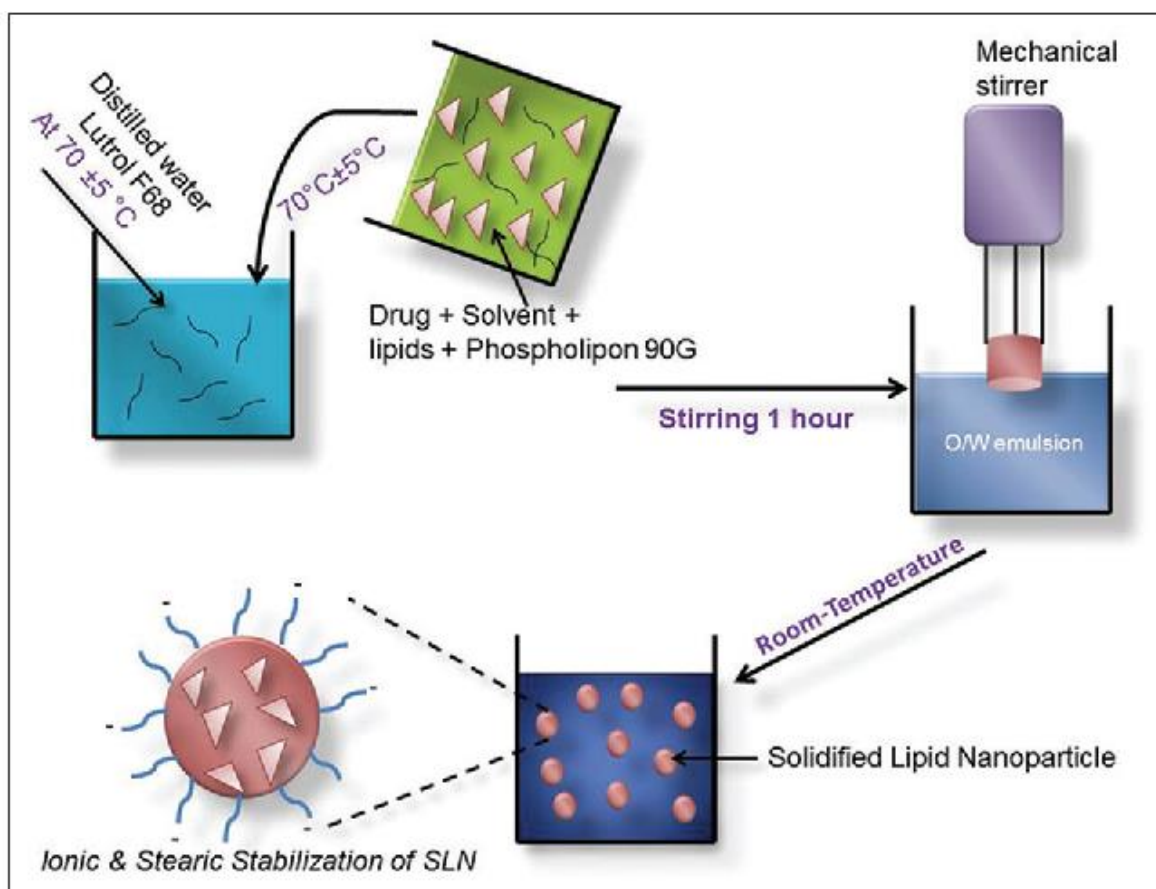 Distilled water
Lutrol F68
At 70 ±5 °C
70°C±5°C
Mechanical
stirrer
Drug + Solvent +
lipids + Phospholipon 90G
Stirring 1 hour
O/W emulsion
Room-Temperature
Solidified Lipid Nanoparticle
Ionic & Stearic Stabilization of SLN